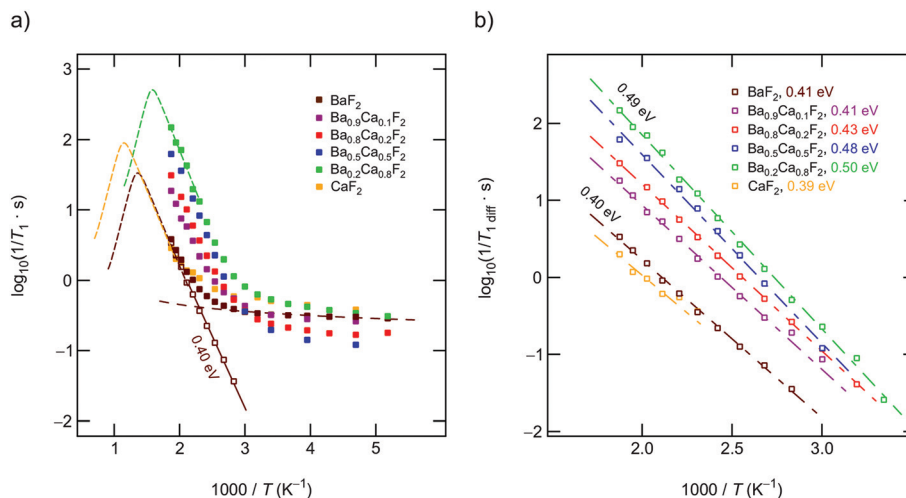 a)
log₁₀(1/T₁ · s)
3
2
1
0
−1
−2
1
2
3
4
5
1000 / T (K⁻¹)
BaF₂
Ba₀.₉Ca₀.₁F₂
Ba₀.₈Ca₀.₂F₂
Ba₀.₅Ca₀.₅F₂
Ba₀.₂Ca₀.₈F₂
CaF₂
0.40 eV
b)
log₁₀(1/T₁ diff · s)
2
1
0
−1
−2
2.0
2.5
3.0
1000 / T (K⁻¹)
0.49 eV
0.40 eV
BaF₂, 0.41 eV
Ba₀.₉Ca₀.₁F₂, 0.41 eV
Ba₀.₈Ca₀.₂F₂, 0.43 eV
Ba₀.₅Ca₀.₅F₂, 0.48 eV
Ba₀.₂Ca₀.₈F₂, 0.50 eV
CaF₂, 0.39 eV